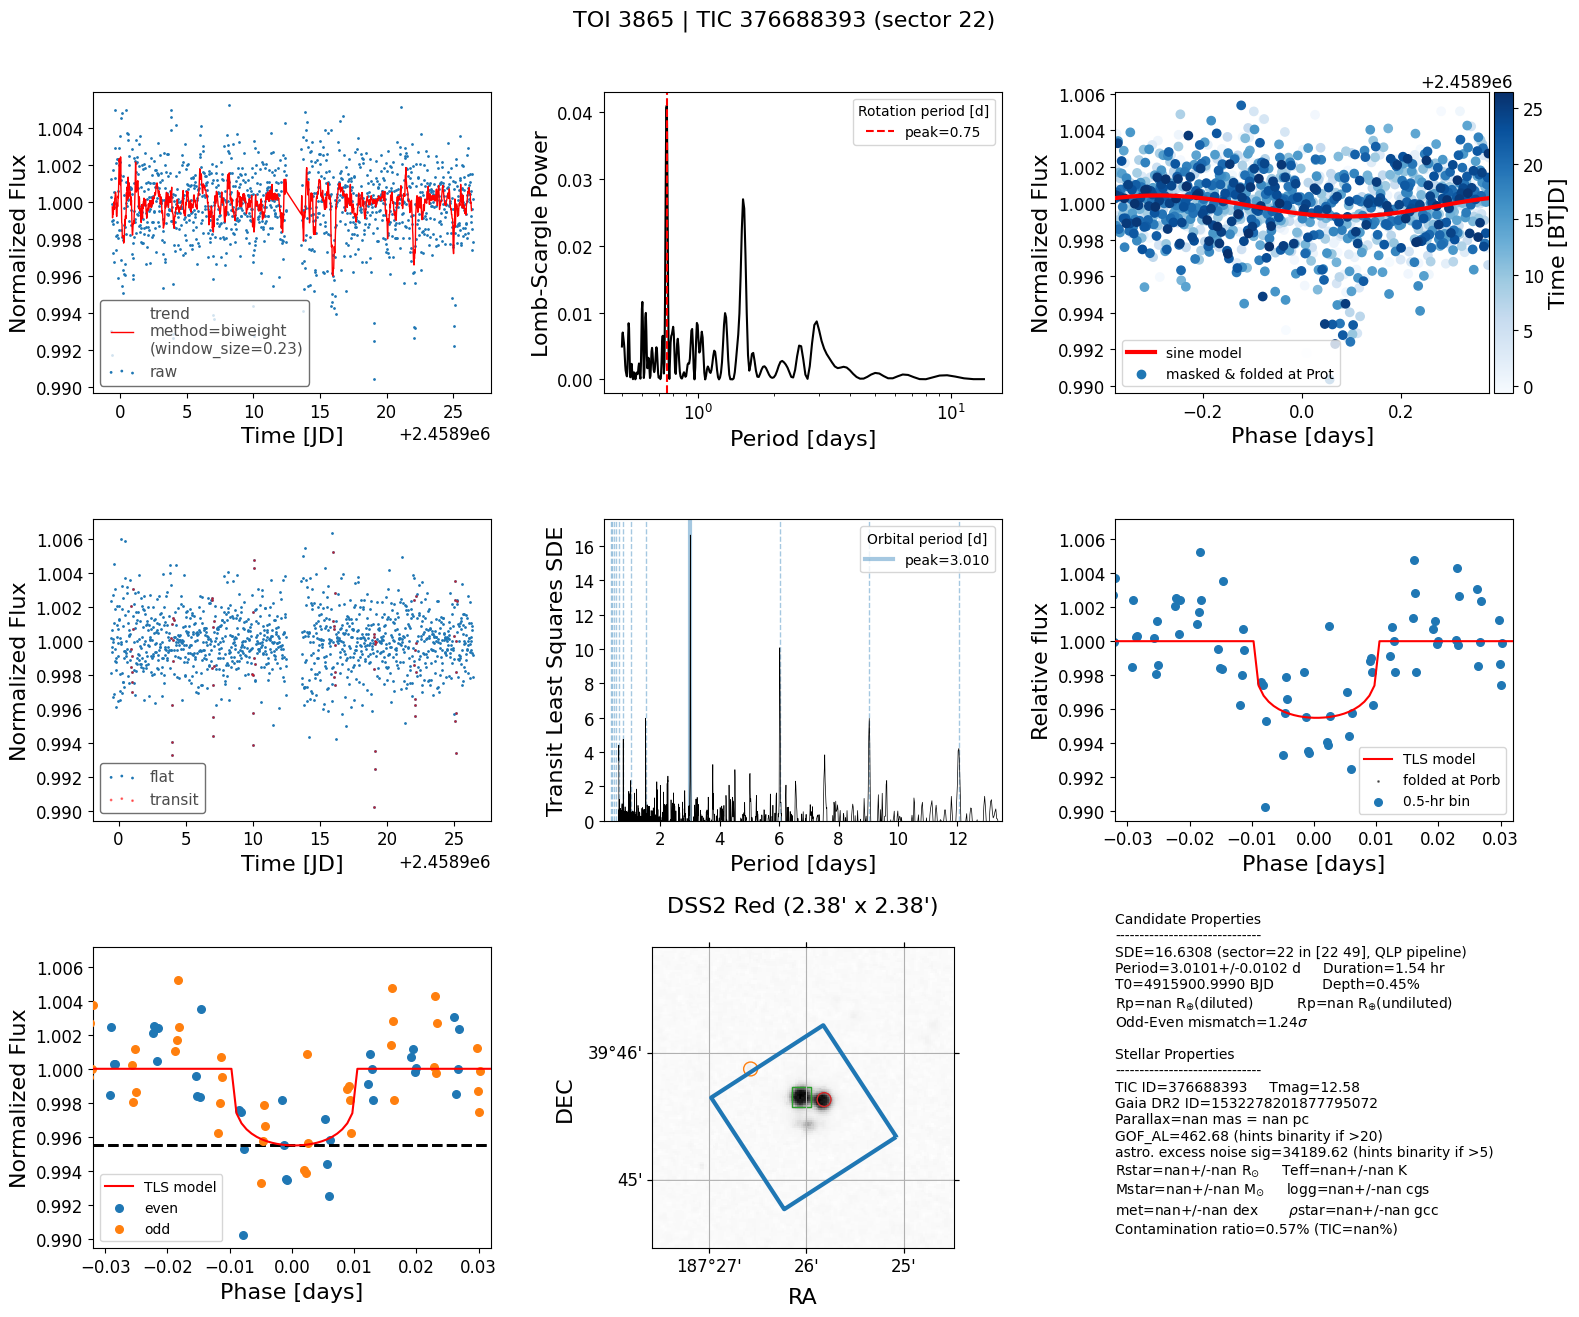 TOI 3865 | TIC 376688393 (sector 22)
Normalized Flux
1.004
1.002
1.000
0.998
0.996
0.994
0.992
0.990
trend
method=biweight
(window_size=0.23)
raw
0 5 10 15 20 25
Time [JD]
+2.4589e6
Lomb-Scargle Power
0.04
0.03
0.02
0.01
0.00
Rotation period [d]
peak=0.75
10⁰ 10¹
Period [days]
Normalized Flux
1.006
1.004
1.002
1.000
0.998
0.996
0.994
0.992
0.990
sine model
masked & folded at Prot
−0.2 0.0 0.2
Phase [days]
+2.4589e6
25
20
15
10
5
0
Time [BTJD]
Normalized Flux
1.006
1.004
1.002
1.000
0.998
0.996
0.994
0.992
0.990
flat
transit
0 5 10 15 20 25
Time [JD]
+2.4589e6
Transit Least Squares SDE
16
14
12
10
8
6
4
2
0
Orbital period [d]
peak=3.010
2 4 6 8 10 12
Period [days]
Relative flux
1.006
1.004
1.002
1.000
0.998
0.996
0.994
0.992
0.990
TLS model
folded at Porb
0.5-hr bin
−0.03 −0.02 −0.01 0.00 0.01 0.02 0.03
Phase [days]
Normalized Flux
1.006
1.004
1.002
1.000
0.998
0.996
0.994
0.992
0.990
TLS model
even
odd
−0.03 −0.02 −0.01 0.00 0.01 0.02 0.03
Phase [days]
DSS2 Red (2.38' x 2.38')
DEC
39°46'
45'
187°27' 26' 25'
RA
Candidate Properties
------------------------------
SDE=16.6308 (sector=22 in [22 49], QLP pipeline)
Period=3.0101+/-0.0102 d Duration=1.54 hr
T0=4915900.9990 BJD Depth=0.45%
Rp=nan R⊕(diluted) Rp=nan R⊕(undiluted)
Odd-Even mismatch=1.24σ
Stellar Properties
------------------------------
TIC ID=376688393 Tmag=12.58
Gaia DR2 ID=1532278201877795072
Parallax=nan mas = nan pc
GOF_AL=462.68 (hints binarity if >20)
astro. excess noise sig=34189.62 (hints binarity if >5)
Rstar=nan+/-nan R⊙ Teff=nan+/-nan K
Mstar=nan+/-nan M⊙ logg=nan+/-nan cgs
met=nan+/-nan dex ρstar=nan+/-nan gcc
Contamination ratio=0.57% (TIC=nan%)